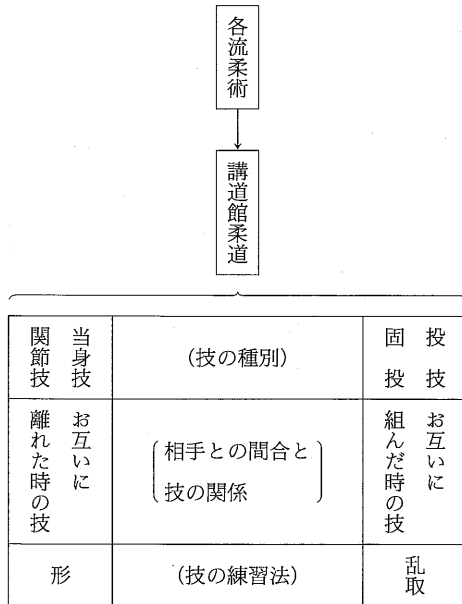 各流柔術
講道館柔道
投技
固投
(技の種別)
当身技
関節技
お互いに
組んだ時の技
相手との間合と
技の関係
お互いに
離れた時の技
乱取
(技の練習法)
形